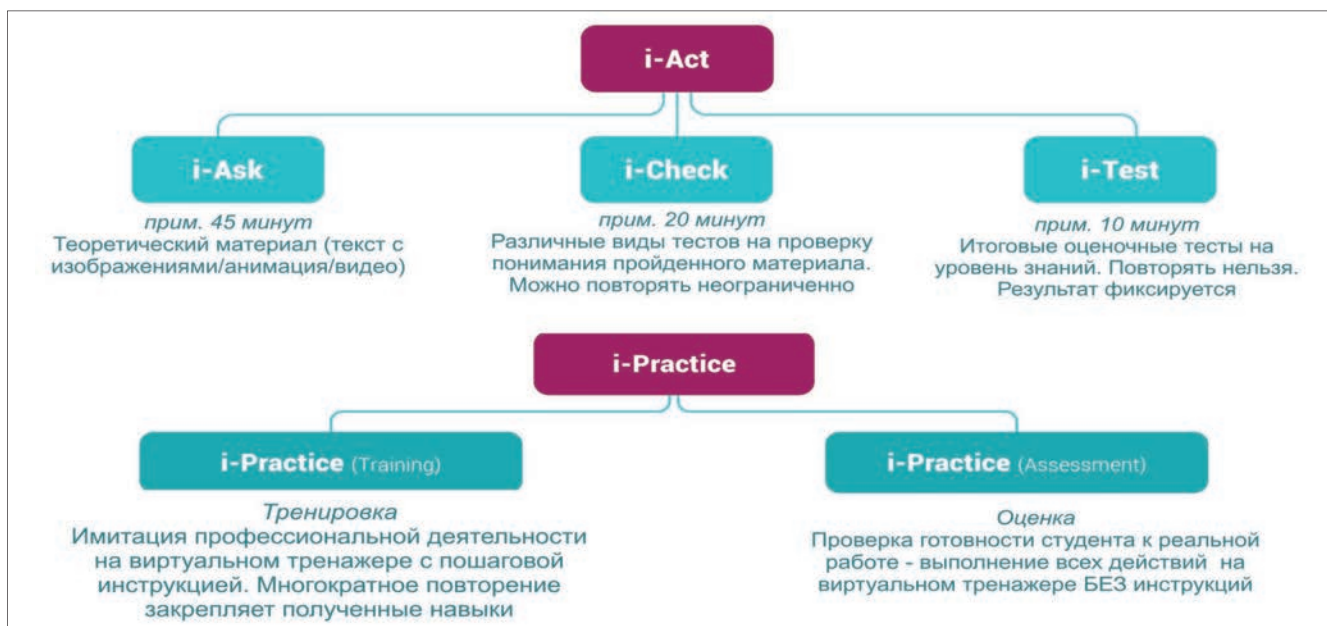 i-Act
i-Ask
прим. 45 минут
Теоретический материал (текст с
изображениями/анимация/видео)
i-Check
прим. 20 минут
Различные виды тестов на проверку
понимания пройденного материала.
Можно повторять неограниченно
i-Test
прим. 10 минут
Итоговые оценочные тесты на
уровень знаний. Повторять нельзя.
Результат фиксируется
i-Practice
i-Practice (Training)
Тренировка
Имитация профессиональной деятельности
на виртуальном тренажере с пошаговой
инструкцией. Многократное повторение
закрепляет полученные навыки
i-Practice (Assessment)
Оценка
Проверка готовности студента к реальной
работе - выполнение всех действий на
виртуальном тренажере БЕЗ инструкций